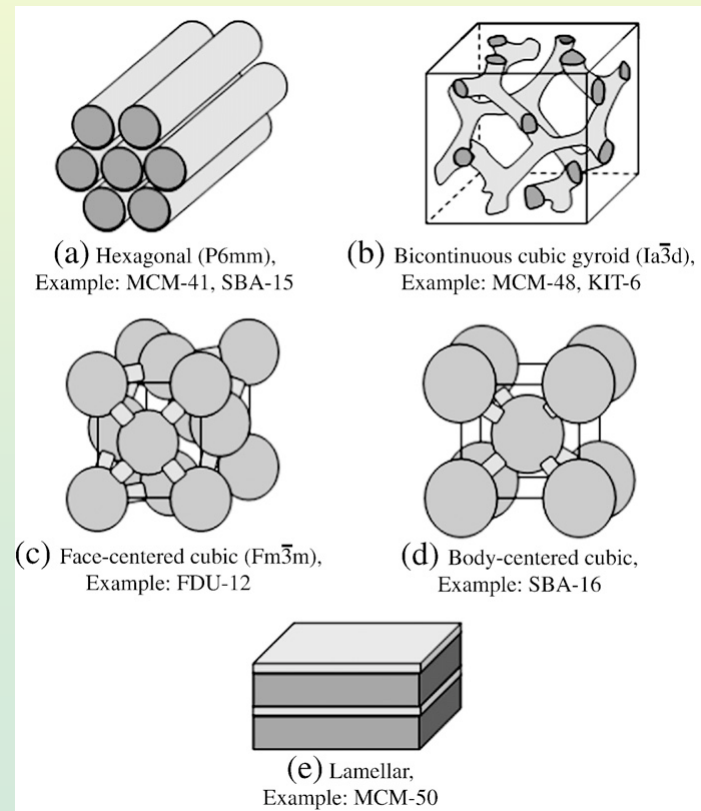 (a) Hexagonal (P6mm),
Example: MCM-41, SBA-15
(b) Bicontinuous cubic gyroid (Ia3̅d),
Example: MCM-48, KIT-6
(c) Face-centered cubic (Fm3̅m),
Example: FDU-12
(d) Body-centered cubic,
Example: SBA-16
(e) Lamellar,
Example: MCM-50